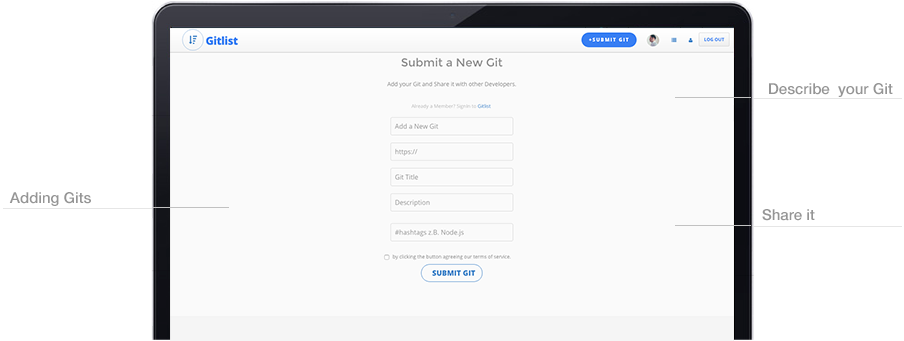 Gitlist
+SUBMIT GIT
LOG OUT
Submit a New Git
Add your Git and Share it with other Developers.
Describe your Git
Already a Member? Signin to Gitlist
Add a New Git
https://
Git Title
Adding Gits
Description
Share it
#hashtags z.B. Node.js
by clicking the button agreeing our terms of service.
SUBMIT GIT